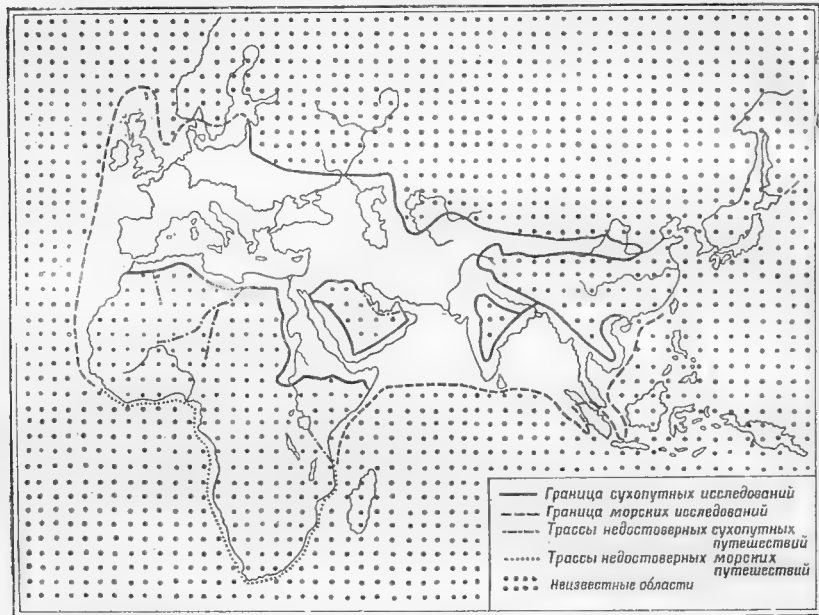 Граница сухопутных исследований
Граница морских исследований
Трассы недостоверных сухопутных
путешествий
Трассы недостоверных морских
путешествий
Неизвестные области